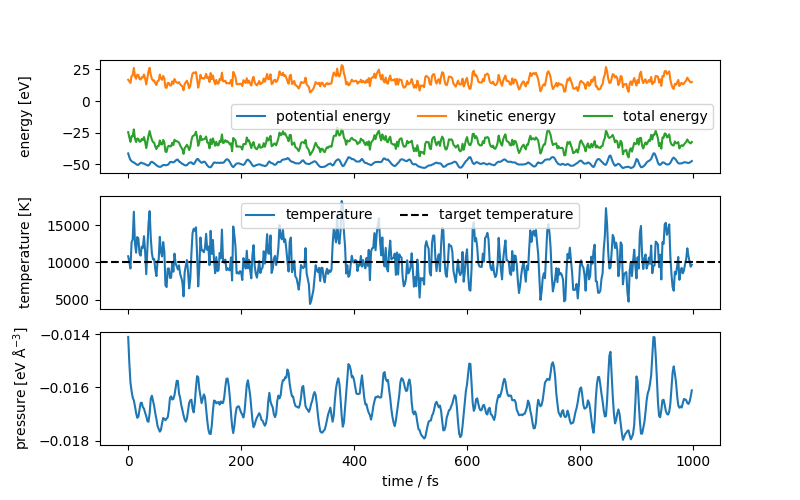 energy [eV]
25
0
−25
−50
potential energy
kinetic energy
total energy
temperature [K]
15000
10000
5000
temperature
target temperature
pressure [eV Å⁻³]
−0.014
−0.016
−0.018
0
200
400
600
800
1000
time / fs